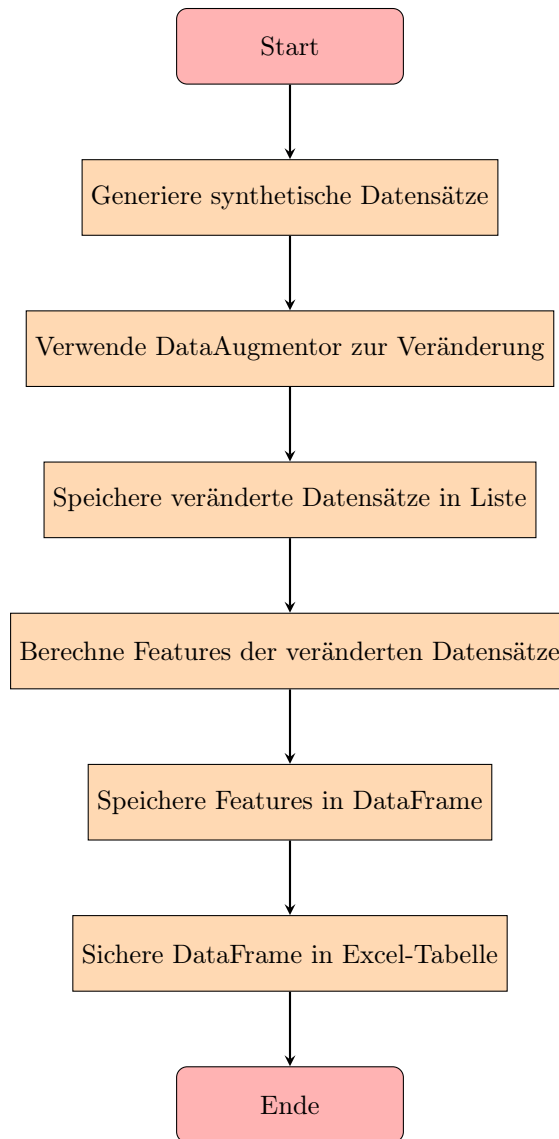 Start
Generiere synthetische Datensätze
Verwende DataAugmentor zur Veränderung
Speichere veränderte Datensätze in Liste
Berechne Features der veränderten Datensätze
Speichere Features in DataFrame
Sichere DataFrame in Excel-Tabelle
Ende